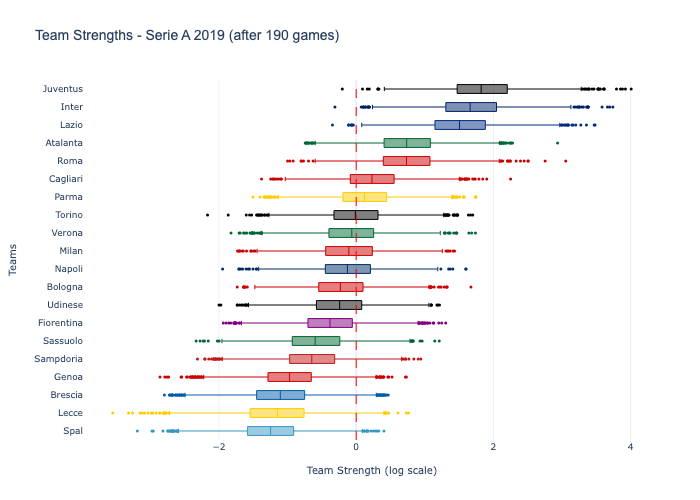 Team Strengths - Serie A 2019 (after 190 games)
Juventus
Inter
Lazio
Atalanta
Roma
Cagliari
Parma
Torino
Verona
Milan
Napoli
Bologna
Udinese
Fiorentina
Sassuolo
Sampdoria
Genoa
Brescia
Lecce
Spal
Teams
−2 0 2 4
Team Strength (log scale)